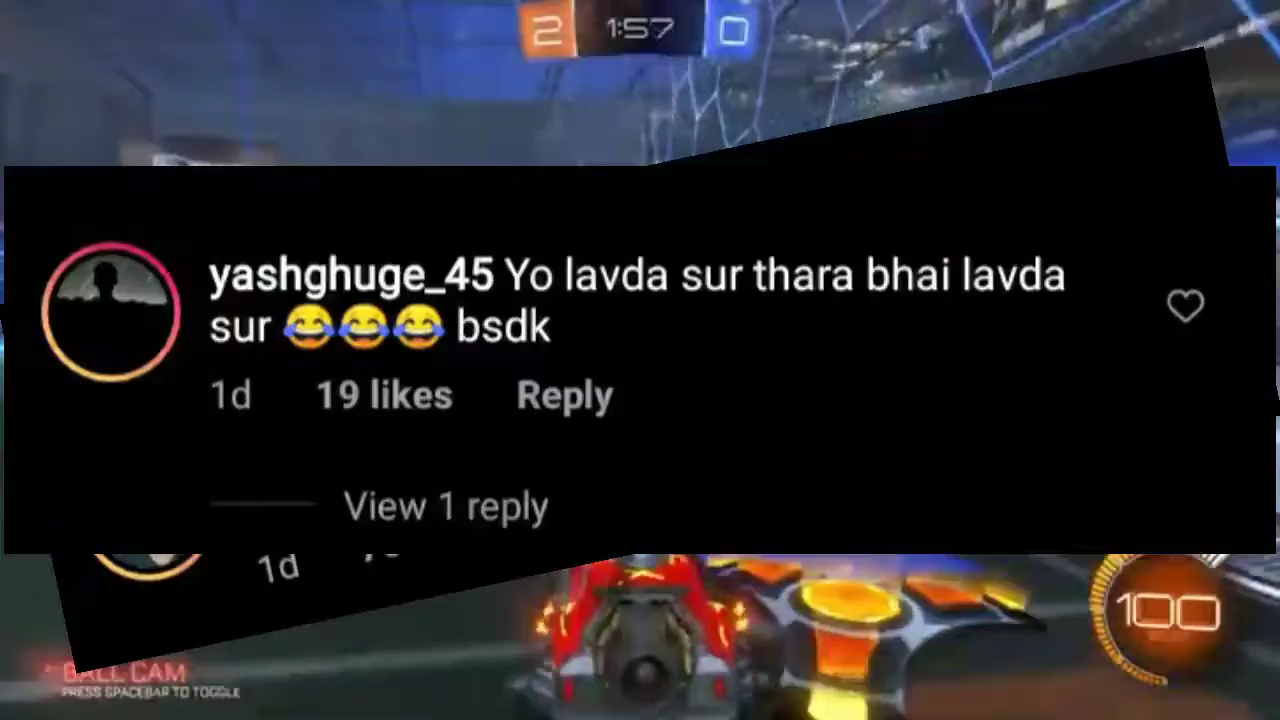 2 1:57 0
yashghuge_45 Yo lavda sur thara bhai lavda
sur 😂😂😂 bsdk
1d 19 likes Reply
View 1 reply
1d
100
BALL CAM
PRESS SPACEBAR TO TOGGLE